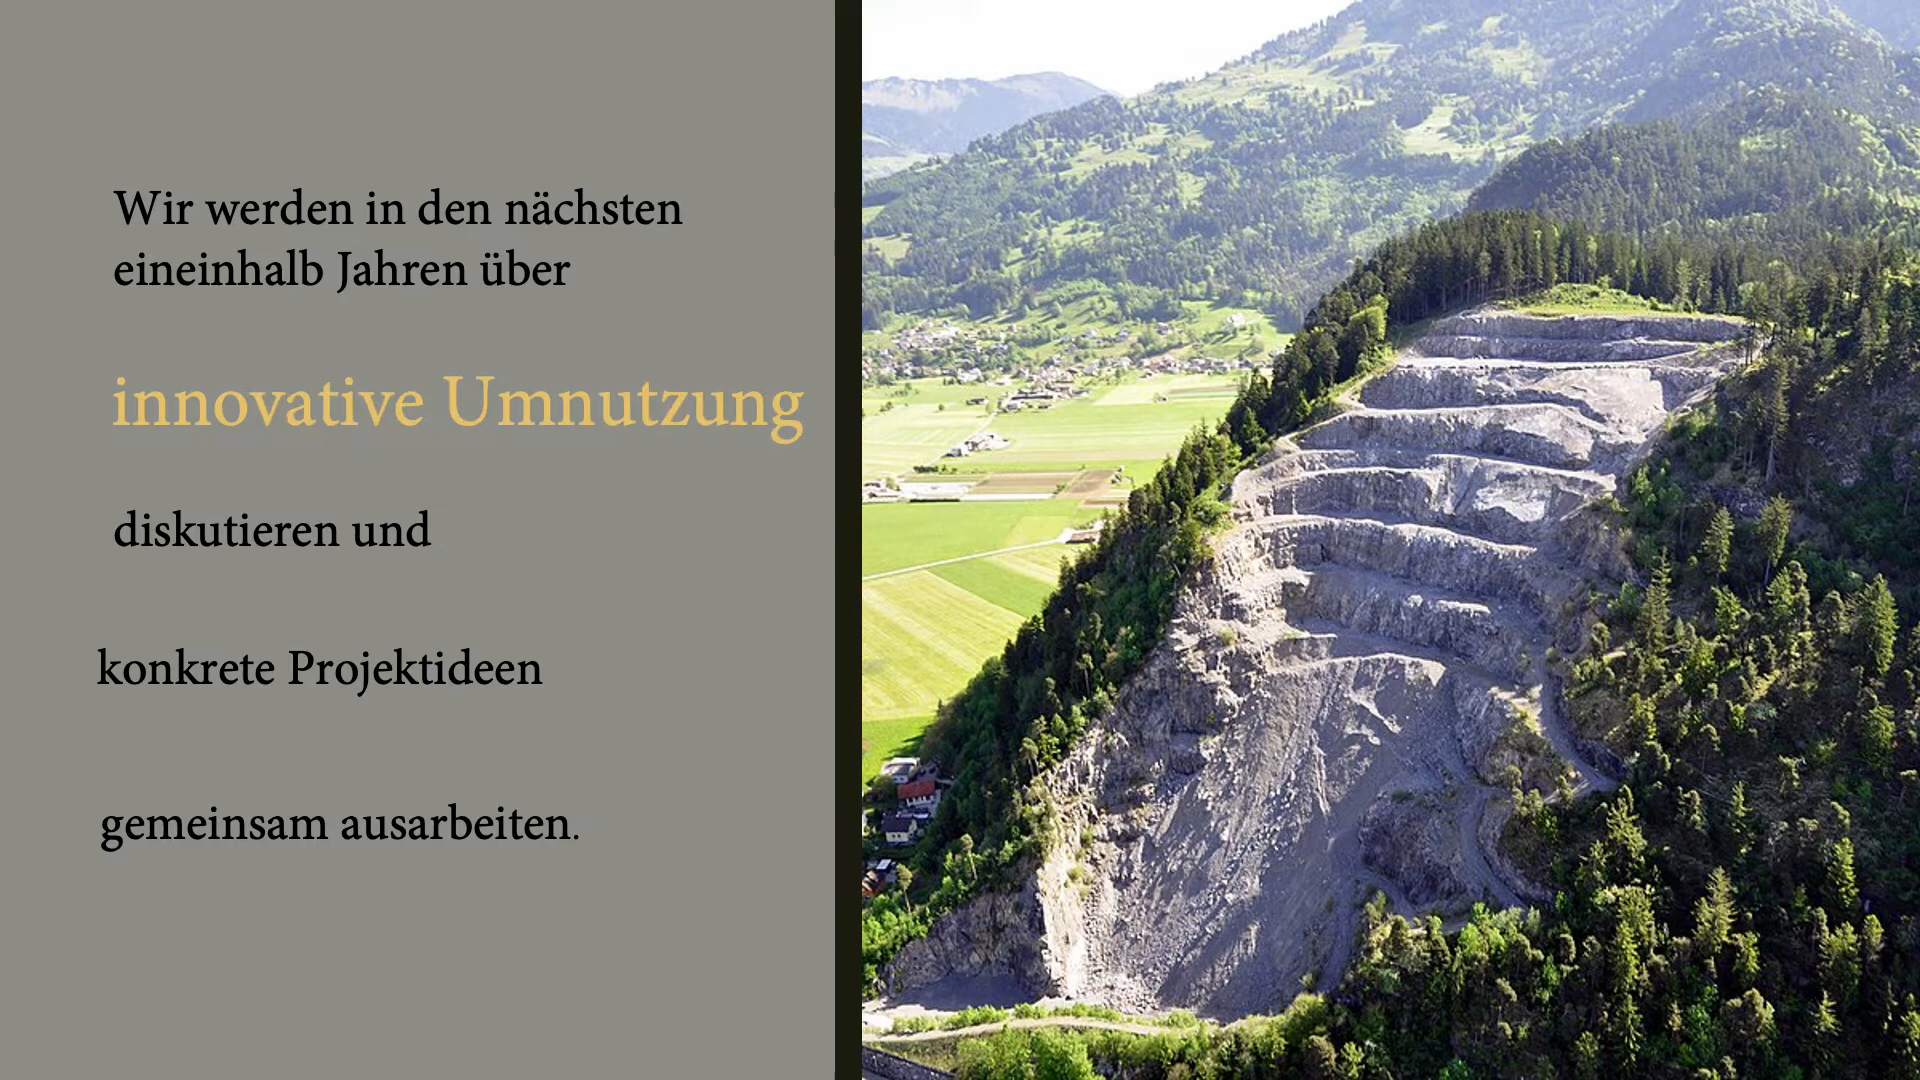 Wir werden in den nächsten
eineinhalb Jahren über
innovative Umnutzung
diskutieren und
konkrete Projektideen
gemeinsam ausarbeiten.